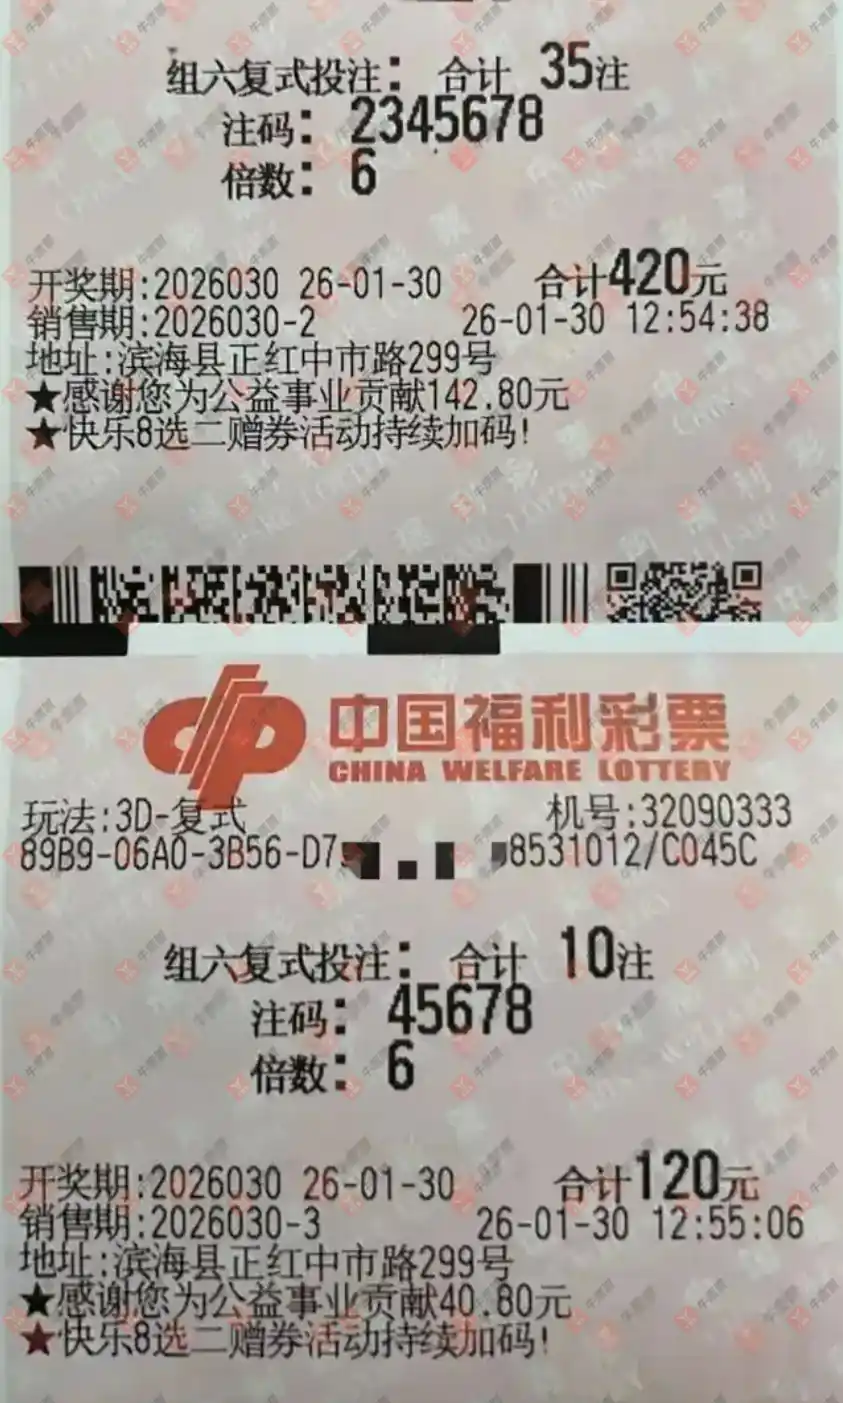 组六复式投注: 合计 35注
注码: 2345678
倍数: 6
开奖期:2026030 26-01-30 合计420元
销售期:2026030-2 26-01-30 12:54:38
地址:滨海县正红中市路299号
★感谢您为公益事业贡献142.80元
★快乐8选二赠券活动持续加码!
中国福利彩票
CHINA WELFARE LOTTERY
玩法:3D-复式 机号:32090333
89B9-06A0-3B56-D7 8531012/C045C
组六复式投注: 合计 10注
注码: 45678
倍数: 6
开奖期:2026030 26-01-30 合计120元
销售期:2026030-3 26-01-30 12:55:06
地址:滨海县正红中市路299号
★感谢您为公益事业贡献40.80元
★快乐8选二赠券活动持续加码!